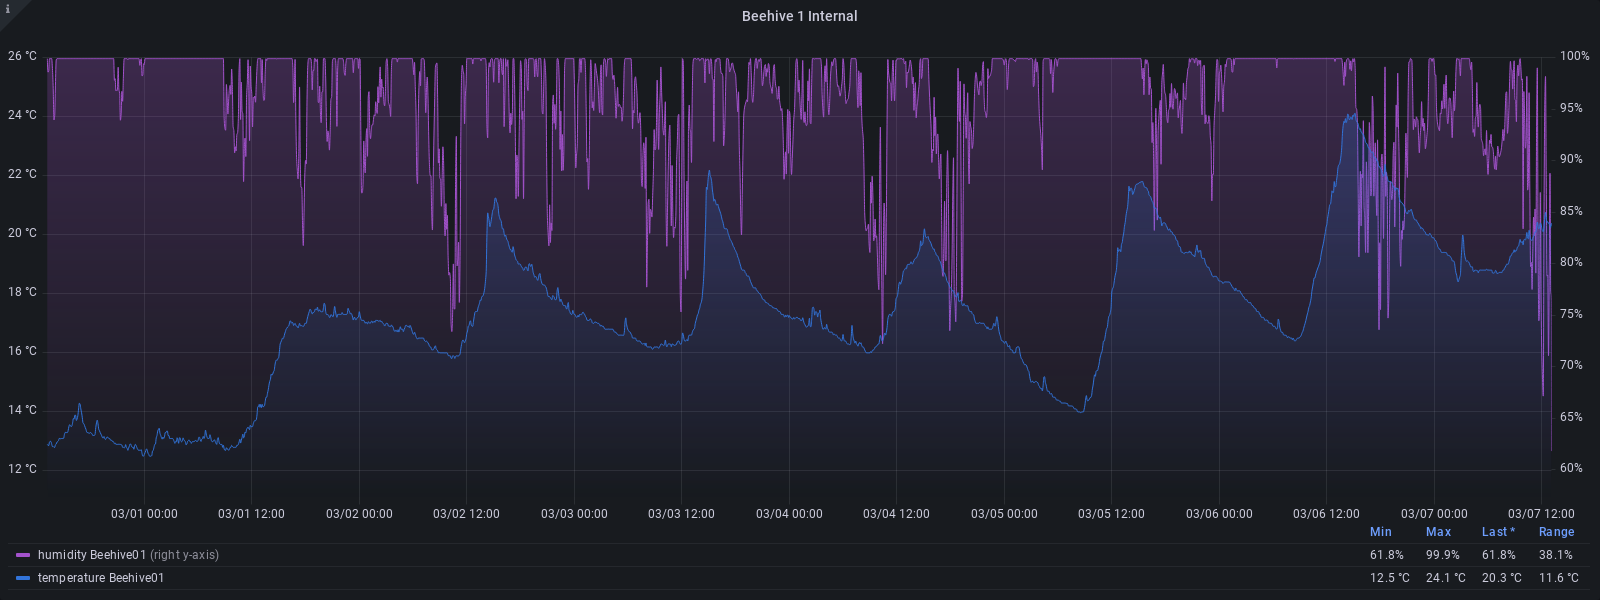 i
Beehive 1 Internal
26 °C 100%
24 °C 95%
22 °C 90%
20 °C 85%
18 °C 80%
16 °C 75%
14 °C 70%
12 °C 65%
60%
03/01 00:00 03/01 12:00 03/02 00:00 03/02 12:00 03/03 00:00 03/03 12:00 03/04 00:00 03/04 12:00 03/05 00:00 03/05 12:00 03/06 00:00 03/06 12:00 03/07 00:00 03/07 12:00
Min Max Last * Range
humidity Beehive01 (right y-axis) 61.8% 99.9% 61.8% 38.1%
temperature Beehive01 12.5 °C 24.1 °C 20.3 °C 11.6 °C